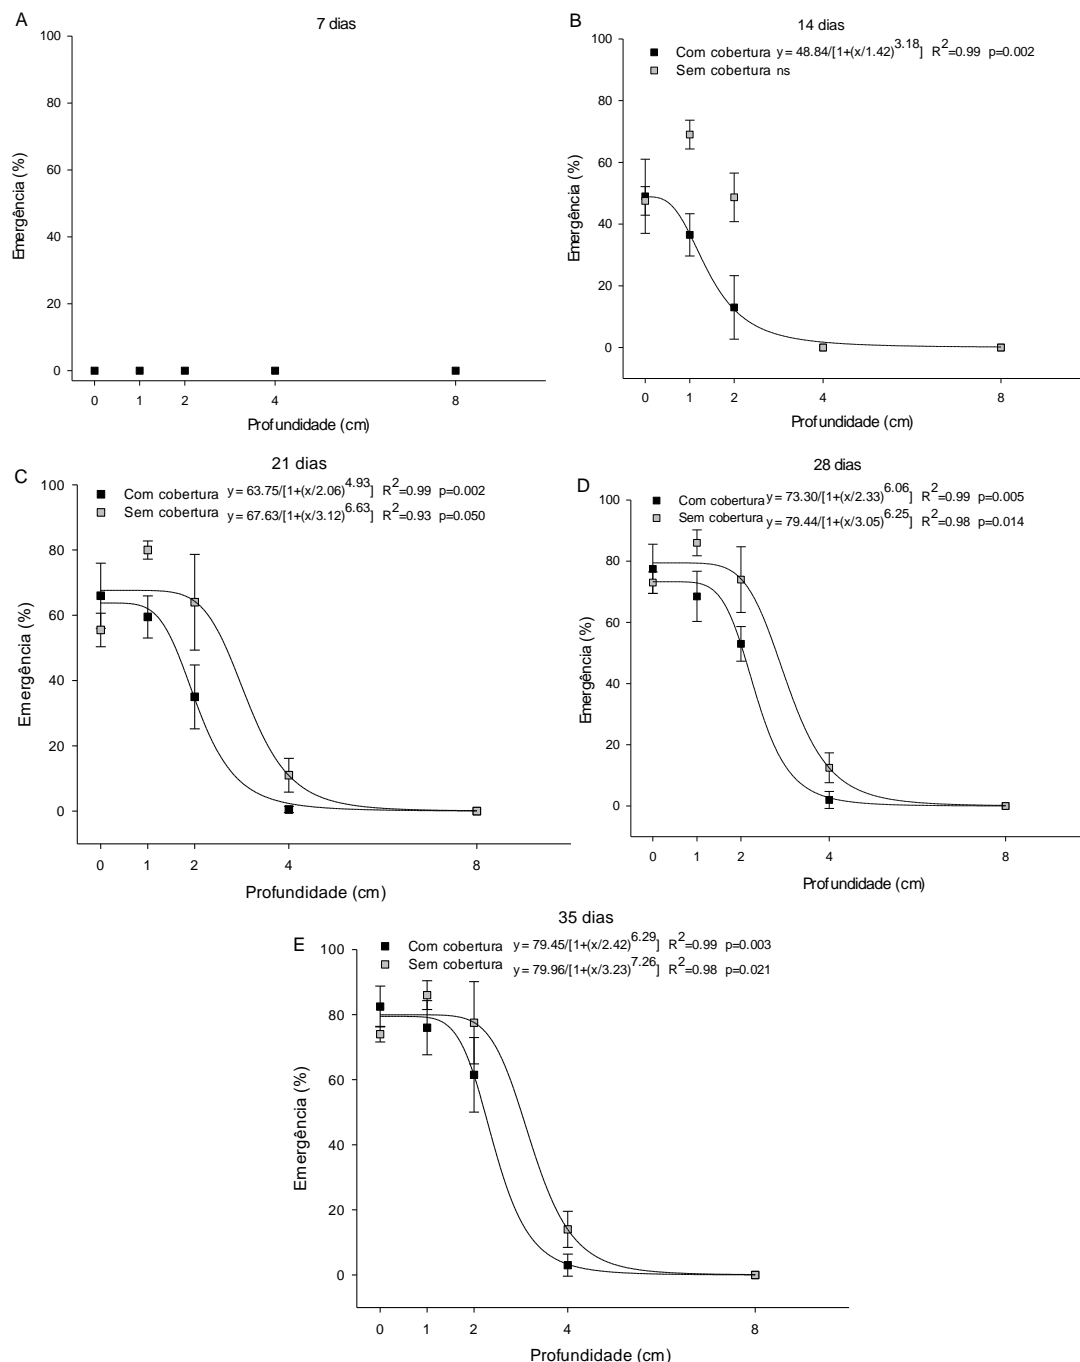 A
7 dias
100
80
60
40
20
0
Emergência (%)
0 1 2 4 8
Profundidade (cm)
B
14 dias
Com cobertura y = 48.84/[1+(x/1.42)^3.18] R^2=0.99 p=0.002
Sem cobertura ns
100
80
60
40
20
0
Emergência (%)
0 1 2 4 8
Profundidade (cm)
C
21 dias
Com cobertura y = 63.75/[1+(x/2.06)^4.93] R^2=0.99 p=0.002
Sem cobertura y = 67.63/[1+(x/3.12)^6.63] R^2=0.93 p=0.050
100
80
60
40
20
0
Emergência (%)
0 1 2 4 8
Profundidade (cm)
D
28 dias
Com cobertura y = 73.30/[1+(x/2.33)^6.06] R^2=0.99 p=0.005
Sem cobertura y = 79.44/[1+(x/3.05)^6.25] R^2=0.98 p=0.014
100
80
60
40
20
0
Emergência (%)
0 1 2 4 8
Profundidade (cm)
E
35 dias
Com cobertura y = 79.45/[1+(x/2.42)^6.29] R^2=0.99 p=0.003
Sem cobertura y = 79.96/[1+(x/3.23)^7.26] R^2=0.98 p=0.021
100
80
60
40
20
0
Emergência (%)
0 1 2 4 8
Profundidade (cm)